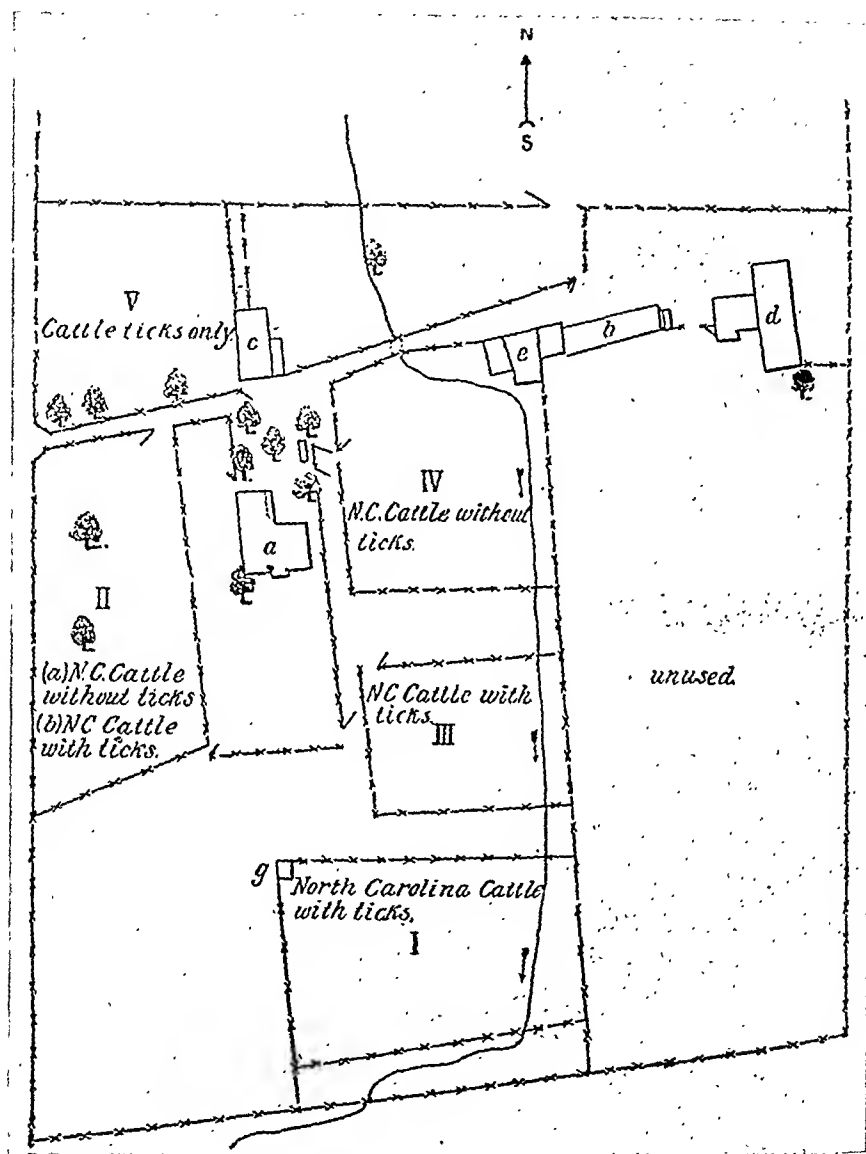 N
S
V
Cattle ticks only.
c
e
b
d
IV
N.C. Cattle without
ticks.
a
II
(a) N.C. Cattle
without ticks
(b) NC Cattle
with ticks.
NC Cattle with
ticks.
III
unused.
g
North Carolina Cattle
with ticks.
I